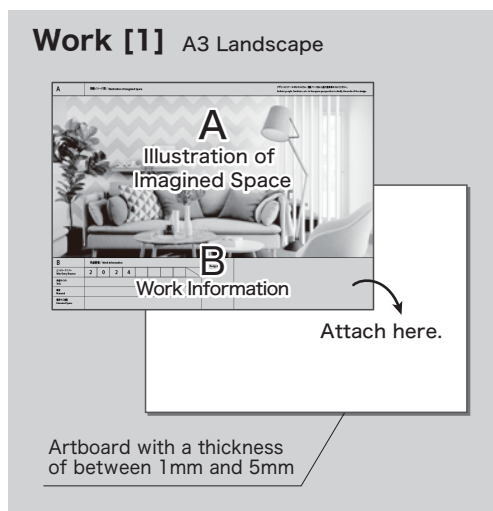 Work [1] A3 Landscape
A
A
Illustration of
Imagined Space
B
2 0 2 4
B
Work Information
Attach here.
Artboard with a thickness
of between 1mm and 5mm